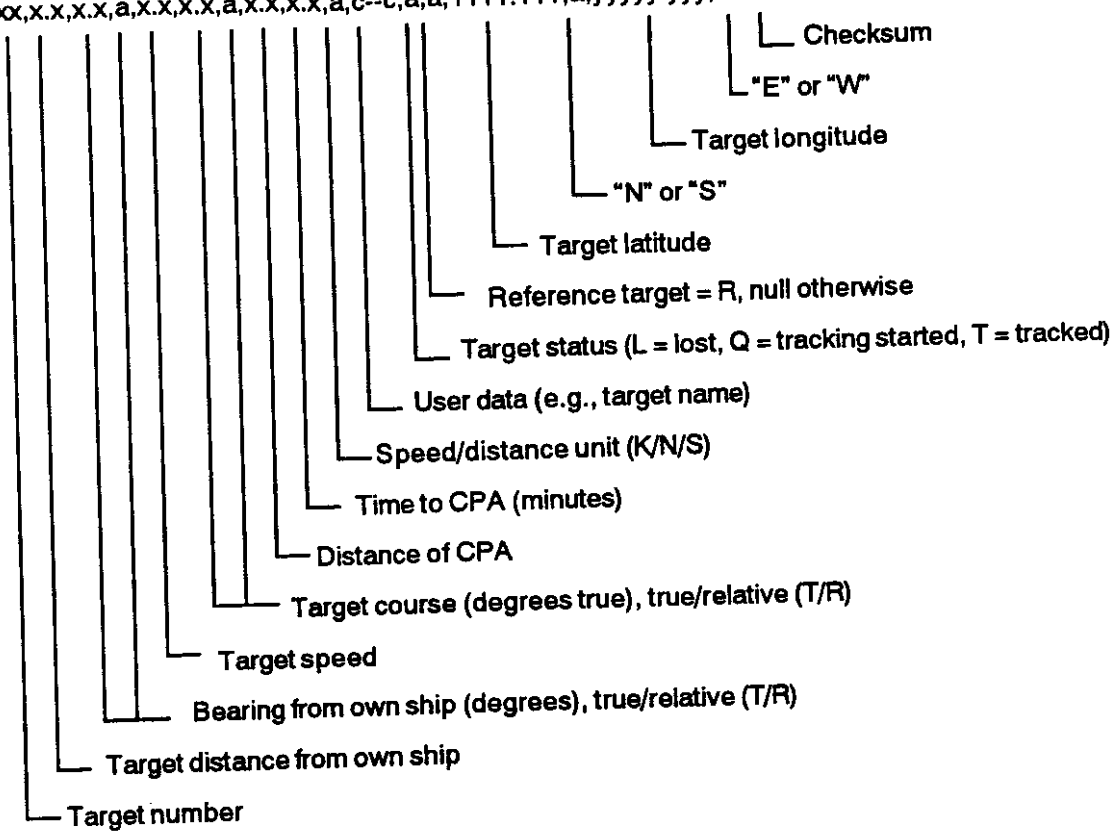 xx,x.x,x.x,a,x.x,x.x,a,x.x,x.x,a,c--c,a,a,
Checksum
"E" or "W"
Target longitude
"N" or "S"
Target latitude
Reference target = R, null otherwise
Target status (L = lost, Q = tracking started, T = tracked)
User data (e.g., target name)
Speed/distance unit (K/N/S)
Time to CPA (minutes)
Distance of CPA
Target course (degrees true), true/relative (T/R)
Target speed
Bearing from own ship (degrees), true/relative (T/R)
Target distance from own ship
Target number